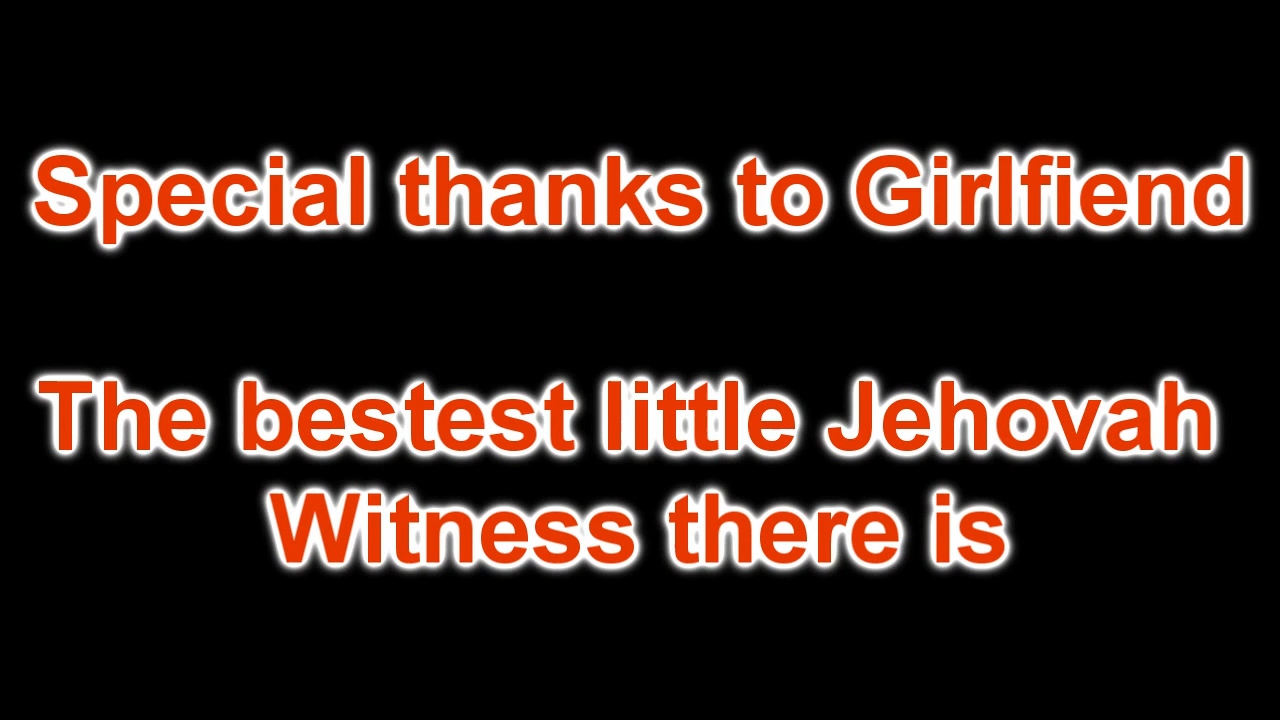 Special thanks to Girlfiend
The bestest little Jehovah
Witness there is